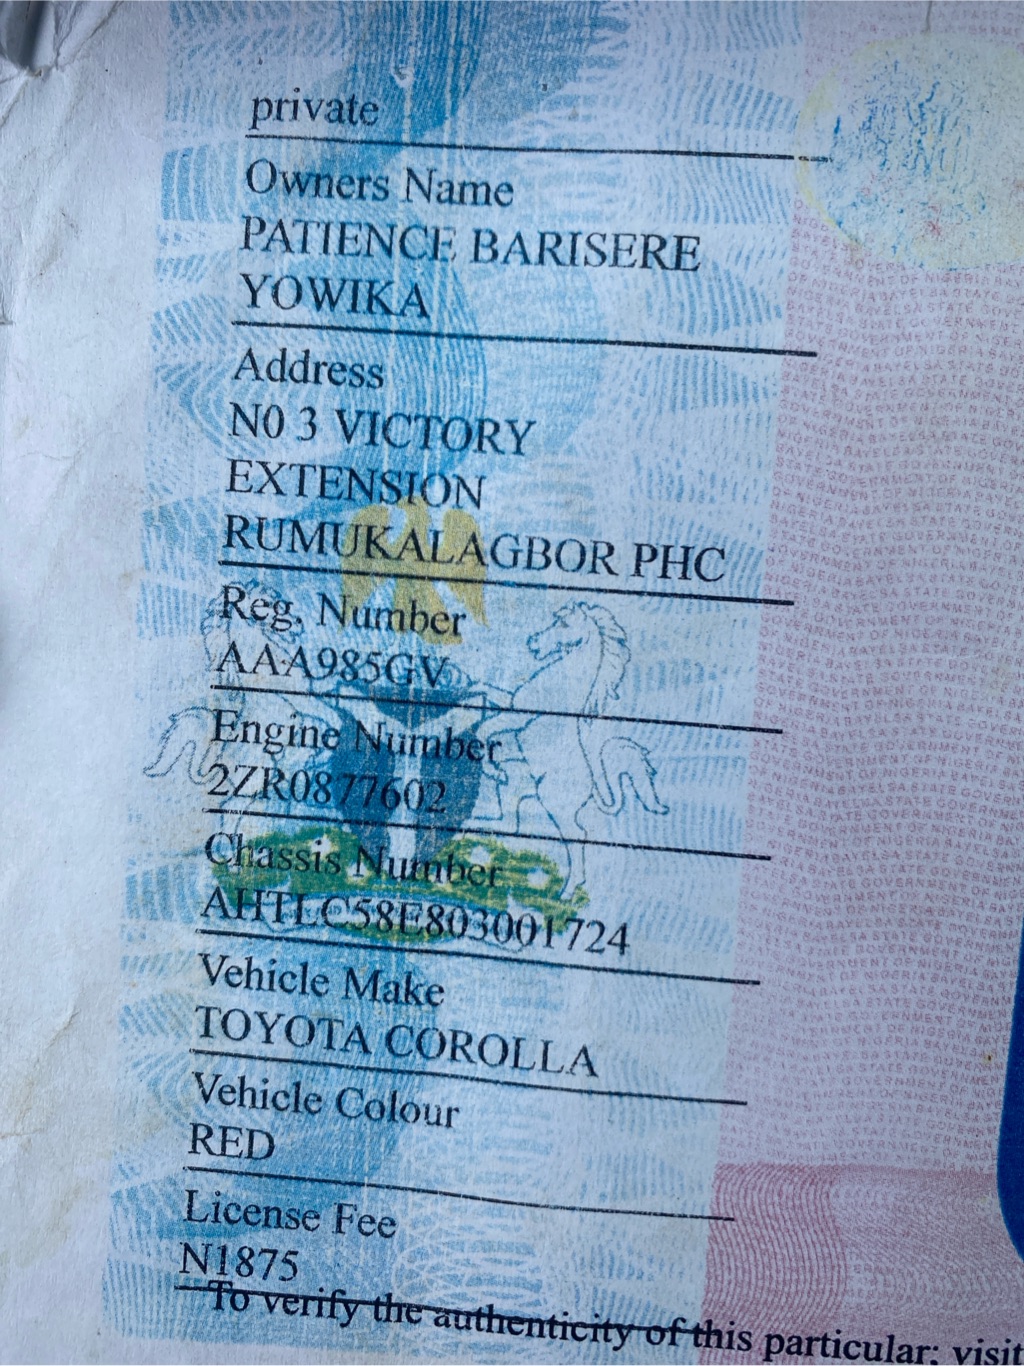 private
Owners Name
PATIENCE BARISERE
YOWIKA
Address
N0 3 VICTORY
EXTENSION
RUMUKALAGBOR PHC
Reg. Number
AAA985GV
Engine Number
2ZR0877602
Chassis Number
AHTLC58E803001724
Vehicle Make
TOYOTA COROLLA
Vehicle Colour
RED
License Fee
N1875
To verify the authenticity of this particular: visit